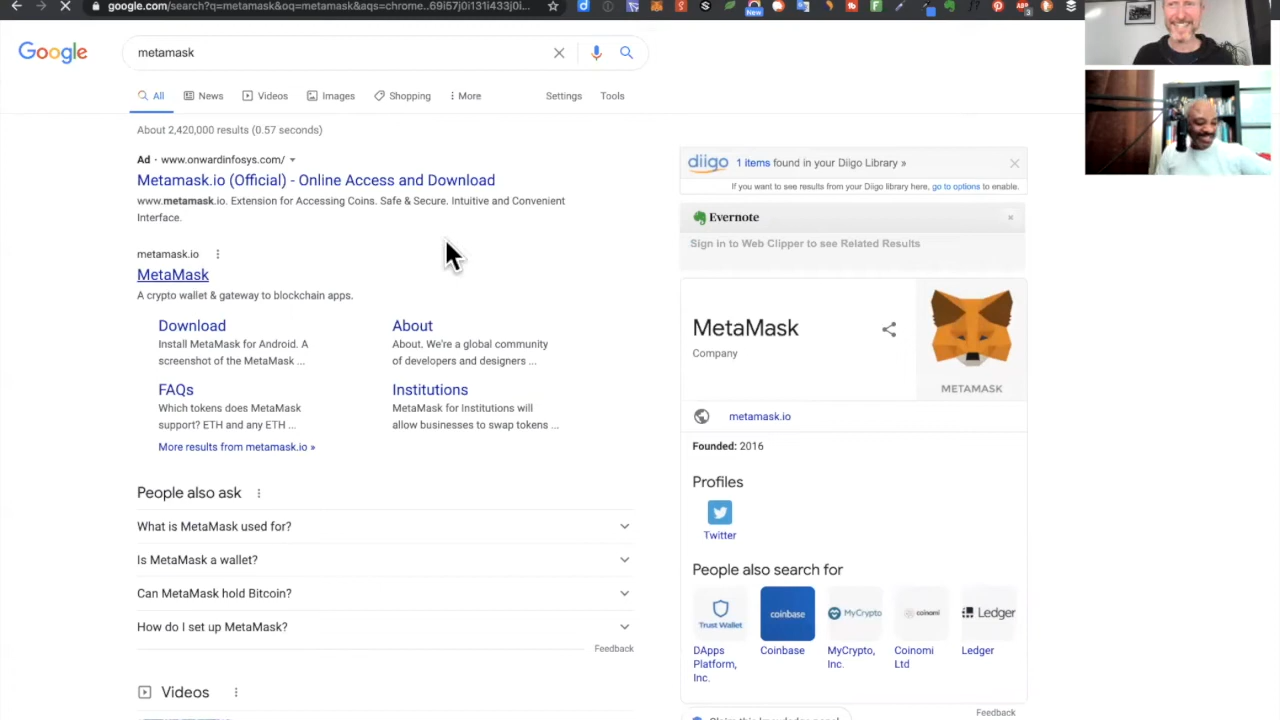 google.com/search?q=metamask&oq=metamask&aqs=chrome..69i57j0i131i433j0i...
New
Google
metamask
All
News
Videos
Images
Shopping
More
Settings
Tools
About 2,420,000 results (0.57 seconds)
Ad · www.onwardinfosys.com/
Metamask.io (Official) - Online Access and Download
www.metamask.io. Extension for Accessing Coins. Safe & Secure. Intuitive and Convenient
Interface.
metamask.io
MetaMask
A crypto wallet & gateway to blockchain apps.
Download
Install MetaMask for Android. A
screenshot of the MetaMask ...
About
About. We're a global community
of developers and designers ...
FAQs
Which tokens does MetaMask
support? ETH and any ETH ...
Institutions
MetaMask for Institutions will
allow businesses to swap tokens ...
More results from metamask.io »
People also ask
What is MetaMask used for?
Is MetaMask a wallet?
Can MetaMask hold Bitcoin?
How do I set up MetaMask?
Feedback
Videos
diigo 1 items found in your Diigo Library »
If you want to see results from your Diigo library here, go to options to enable.
Evernote
Sign in to Web Clipper to see Related Results
MetaMask
Company
METAMASK
metamask.io
Founded: 2016
Profiles
Twitter
People also search for
Trust Wallet
coinbase
MyCrypto
coinomi
Ledger
DApps
Platform,
Inc.
Coinbase
MyCrypto,
Inc.
Coinomi
Ltd
Ledger
Feedback